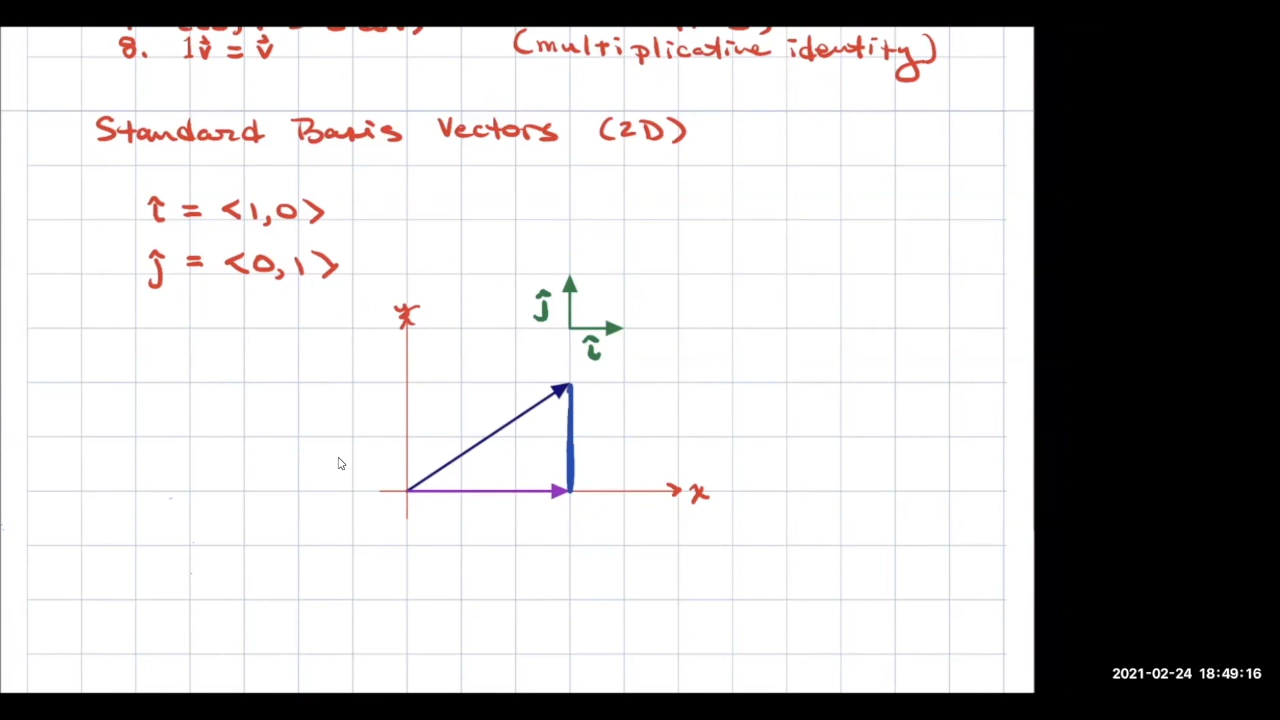 8. 1v⃗ = v⃗ (multiplicative identity)
Standard Basis Vectors (2D)
î = <1,0>
ĵ = <0,1>
ĵ
î
x
2021-02-24 18:49:16